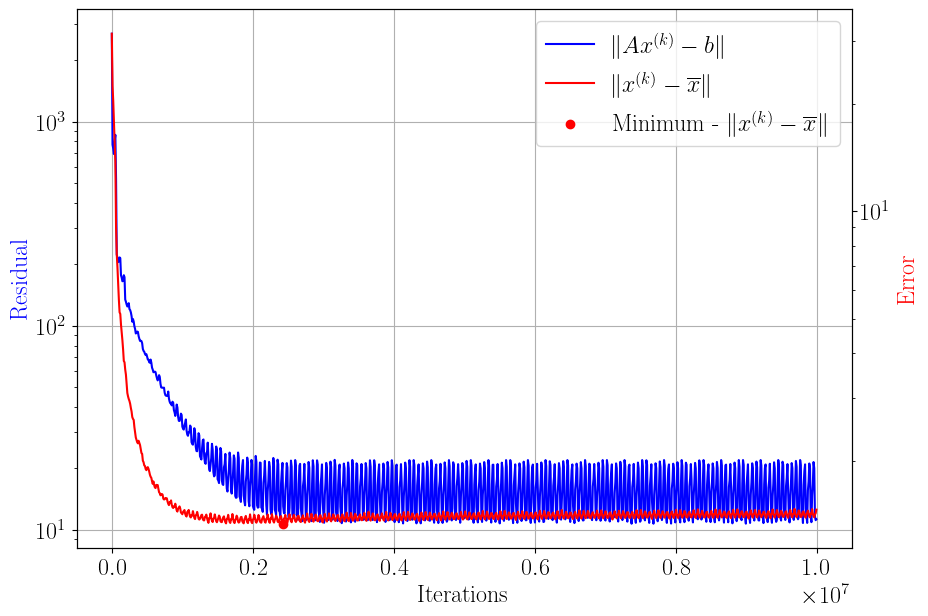 ‖Ax^{(k)} − b‖
‖x^{(k)} − x̅‖
Minimum - ‖x^{(k)} − x̅‖
10^3
10^2
10^1
10^1
Residual
Error
0.0 0.2 0.4 0.6 0.8 1.0
Iterations
×10^7